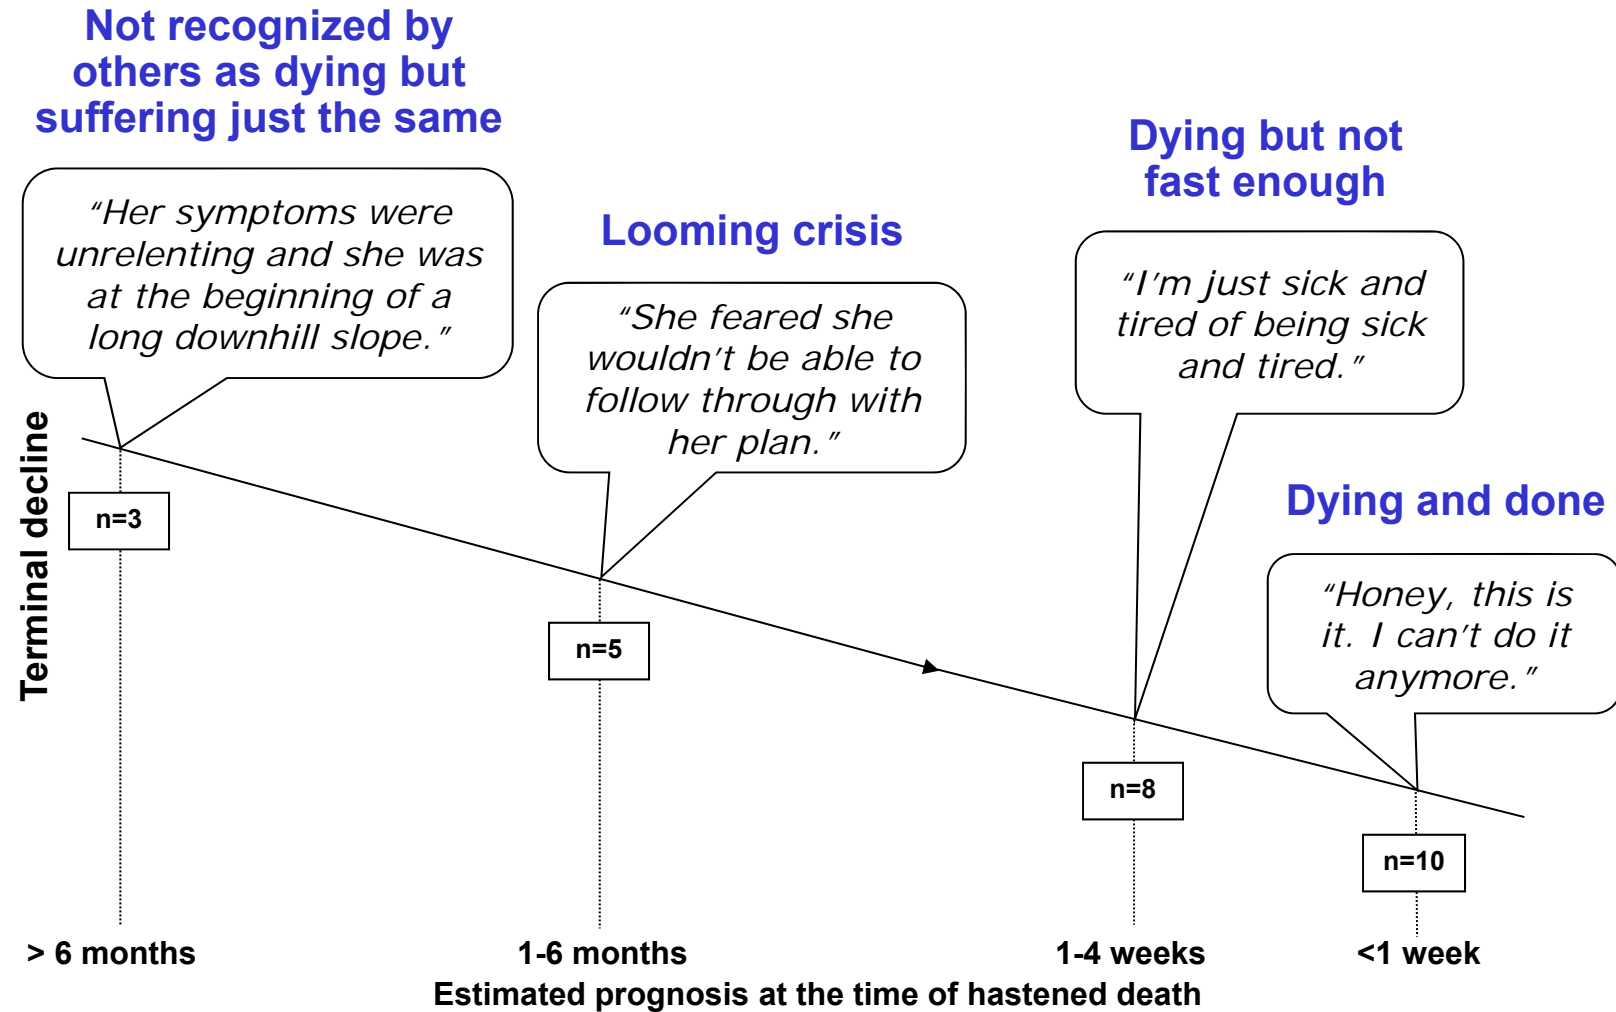 Not recognized by
others as dying but
suffering just the same
“Her symptoms were
unrelenting and she was
at the beginning of a
long downhill slope.”
Looming crisis
“She feared she
wouldn’t be able to
follow through with
her plan.”
Dying but not
fast enough
“I’m just sick and
tired of being sick
and tired.”
Dying and done
“Honey, this is
it. I can’t do it
anymore.”
Terminal decline
n=3
n=5
n=8
n=10
> 6 months
1-6 months
1-4 weeks
<1 week
Estimated prognosis at the time of hastened death